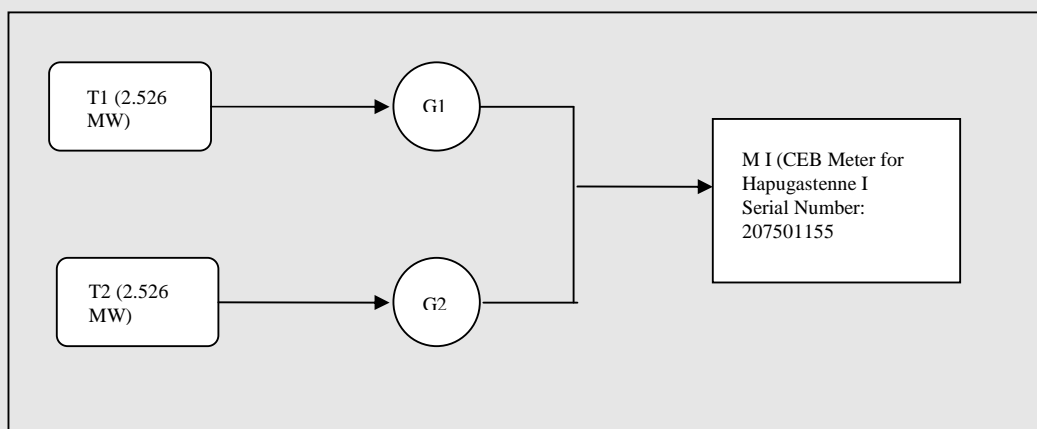 T1 (2.526
MW)
G1
M I (CEB Meter for
Hapugastenne I
Serial Number:
207501155
T2 (2.526
MW)
G2